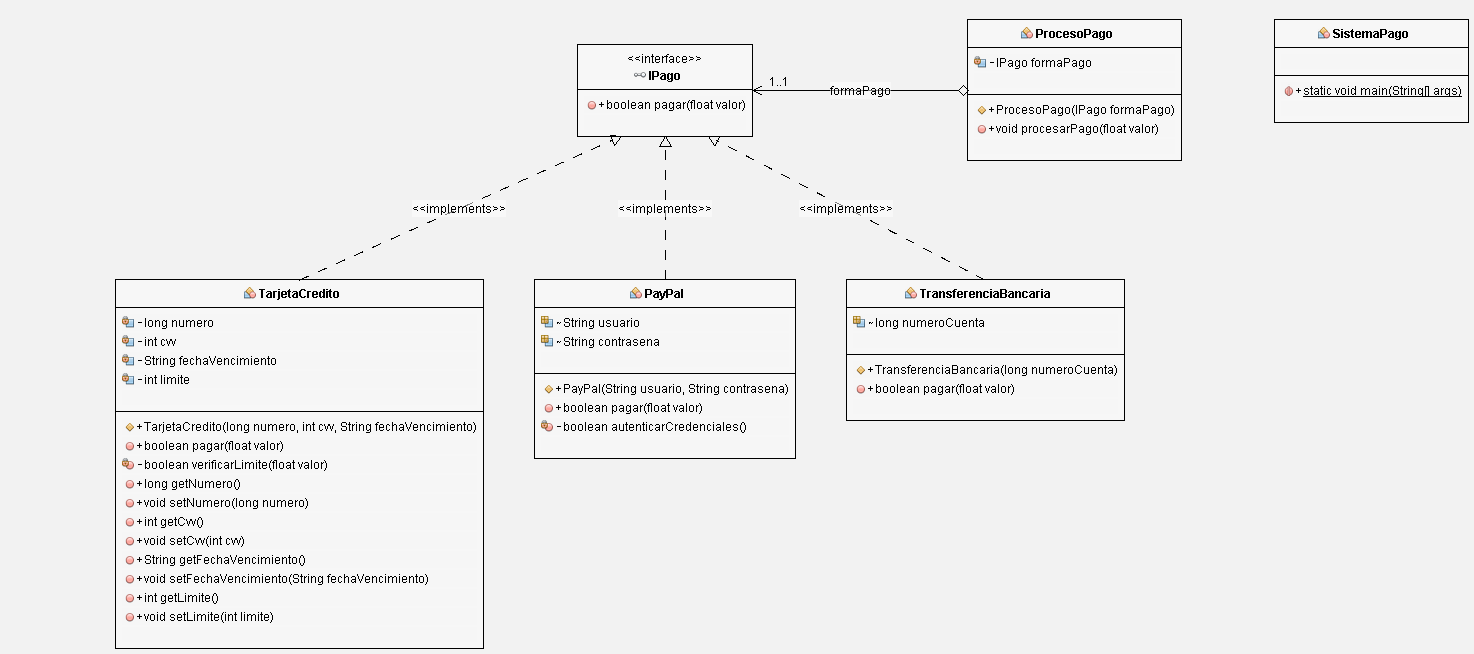 <<interface>>
IPago
+boolean pagar(float valor)
1..1
formaPago
ProcesoPago
-IPago formaPago
+ProcesoPago(IPago formaPago)
+void procesarPago(float valor)
SistemaPago
+static void main(String[] args)
<<implements>>
<<implements>>
<<implements>>
TarjetaCredito
-long numero
-int cvv
-String fechaVencimiento
-int limite
+TarjetaCredito(long numero, int cvv, String fechaVencimiento)
+boolean pagar(float valor)
-boolean verificarLimite(float valor)
+long getNumero()
+void setNumero(long numero)
+int getCvv()
+void setCvv(int cvv)
+String getFechaVencimiento()
+void setFechaVencimiento(String fechaVencimiento)
+int getLimite()
+void setLimite(int limite)
PayPal
~String usuario
~String contrasena
+PayPal(String usuario, String contrasena)
+boolean pagar(float valor)
-boolean autenticarCredenciales()
TransferenciaBancaria
~long numeroCuenta
+TransferenciaBancaria(long numeroCuenta)
+boolean pagar(float valor)